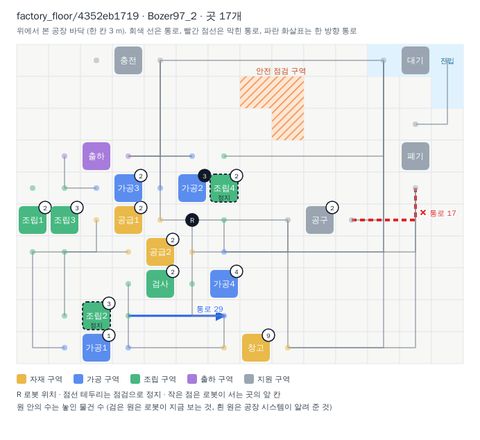 factory_floor/4352eb1719 · Bozer97_2 · 곳 17개
위에서 본 공장 바닥 (한 칸 3 m). 회색 선은 통로, 빨간 점선은 막힌 통로, 파란 화살표는 한 방향 통로
충전
대기
전시
안전 점검 구역
출하
폐기
가공3
2
가공2
3
조립4
2
정지
조립1
2
조립3
3
공급1
2
R
공구
2
✕ 통로 17
공급2
2
검사
2
가공4
4
조립2
3
정지
통로 29
가공1
1
창고
9
자재 구역
가공 구역
조립 구역
출하 구역
지원 구역
R 로봇 위치 · 점선 테두리는 점검으로 정지 · 작은 점은 로봇이 서는 곳의 앞 칸
원 안의 수는 놓인 물건 수 (검은 원은 로봇이 지금 보는 것, 흰 원은 공장 시스템이 알려 준 것)